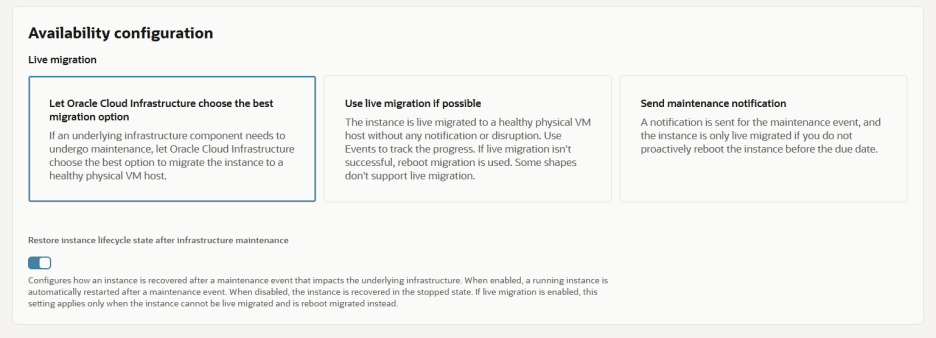 Availability configuration
Live migration
Let Oracle Cloud Infrastructure choose the best
migration option
If an underlying infrastructure component needs to
undergo maintenance, let Oracle Cloud Infrastructure
choose the best option to migrate the instance to a
healthy physical VM host.
Use live migration if possible
The instance is live migrated to a healthy physical VM
host without any notification or disruption. Use
Events to track the progress. If live migration isn't
successful, reboot migration is used. Some shapes
don't support live migration.
Send maintenance notification
A notification is sent for the maintenance event, and
the instance is only live migrated if you do not
proactively reboot the instance before the due date.
Restore instance lifecycle state after infrastructure maintenance
Configures how an instance is recovered after a maintenance event that impacts the underlying infrastructure. When enabled, a running instance is
automatically restarted after a maintenance event. When disabled, the instance is recovered in the stopped state. If live migration is enabled, this
setting applies only when the instance cannot be live migrated and is reboot migrated instead.